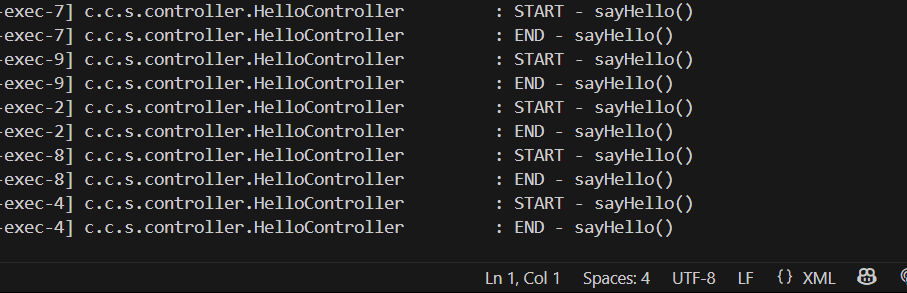 -exec-7] c.c.s.controller.HelloController : START - sayHello()
-exec-7] c.c.s.controller.HelloController : END - sayHello()
-exec-9] c.c.s.controller.HelloController : START - sayHello()
-exec-9] c.c.s.controller.HelloController : END - sayHello()
-exec-2] c.c.s.controller.HelloController : START - sayHello()
-exec-2] c.c.s.controller.HelloController : END - sayHello()
-exec-8] c.c.s.controller.HelloController : START - sayHello()
-exec-8] c.c.s.controller.HelloController : END - sayHello()
-exec-4] c.c.s.controller.HelloController : START - sayHello()
-exec-4] c.c.s.controller.HelloController : END - sayHello()
Ln 1, Col 1 Spaces: 4 UTF-8 LF {} XML